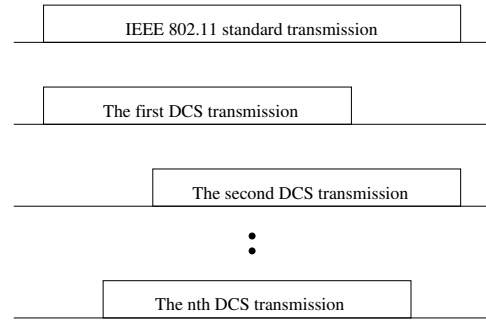 IEEE 802.11 standard transmission
The first DCS transmission
The second DCS transmission
The nth DCS transmission